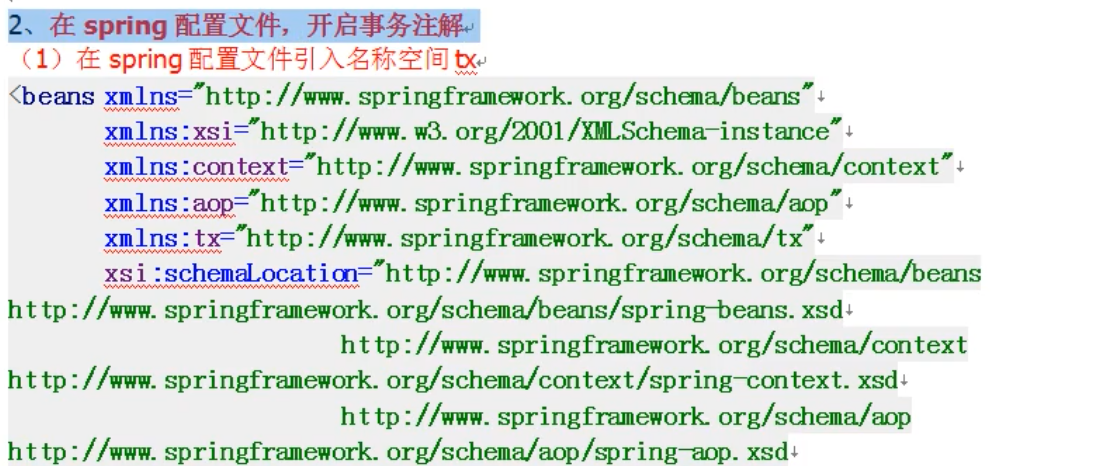 2、在 spring 配置文件，开启事务注解
（1）在 spring 配置文件引入名称空间 tx
<beans xmlns="http://www.springframework.org/schema/beans"
xmlns:xsi="http://www.w3.org/2001/XMLSchema-instance"
xmlns:context="http://www.springframework.org/schema/context"
xmlns:aop="http://www.springframework.org/schema/aop"
xmlns:tx="http://www.springframework.org/schema/tx"
xsi:schemaLocation="http://www.springframework.org/schema/beans
http://www.springframework.org/schema/beans/spring-beans.xsd
http://www.springframework.org/schema/context
http://www.springframework.org/schema/context/spring-context.xsd
http://www.springframework.org/schema/aop
http://www.springframework.org/schema/aop/spring-aop.xsd